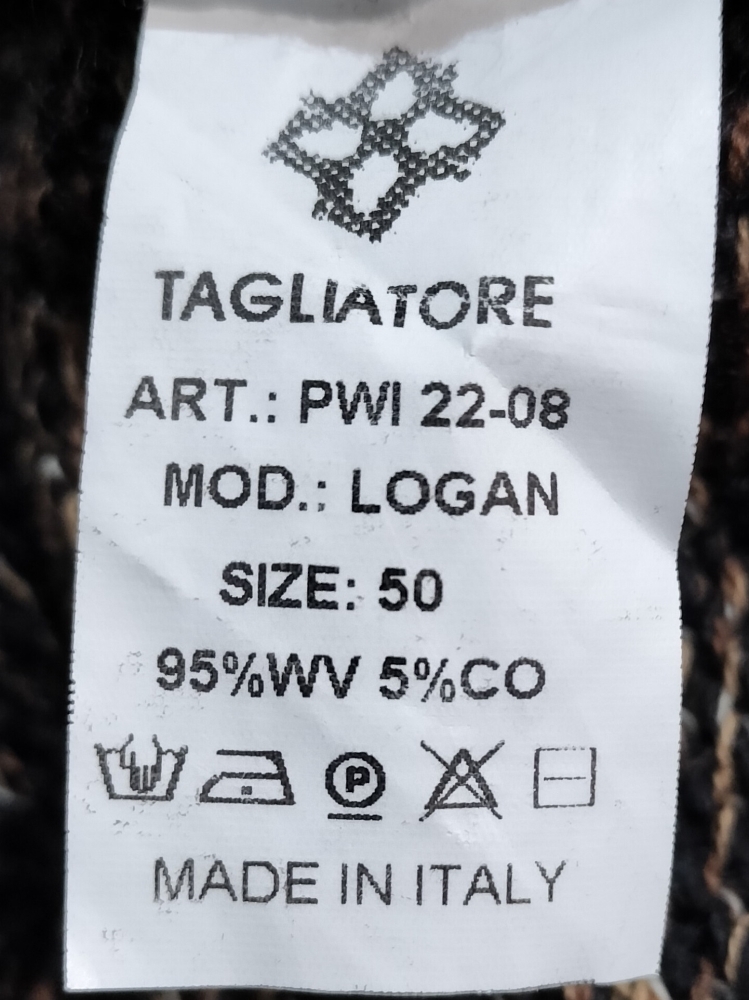 TAGLIATORE
ART.: PWI 22-08
MOD.: LOGAN
SIZE: 50
95%WV 5%CO
P
MADE IN ITALY